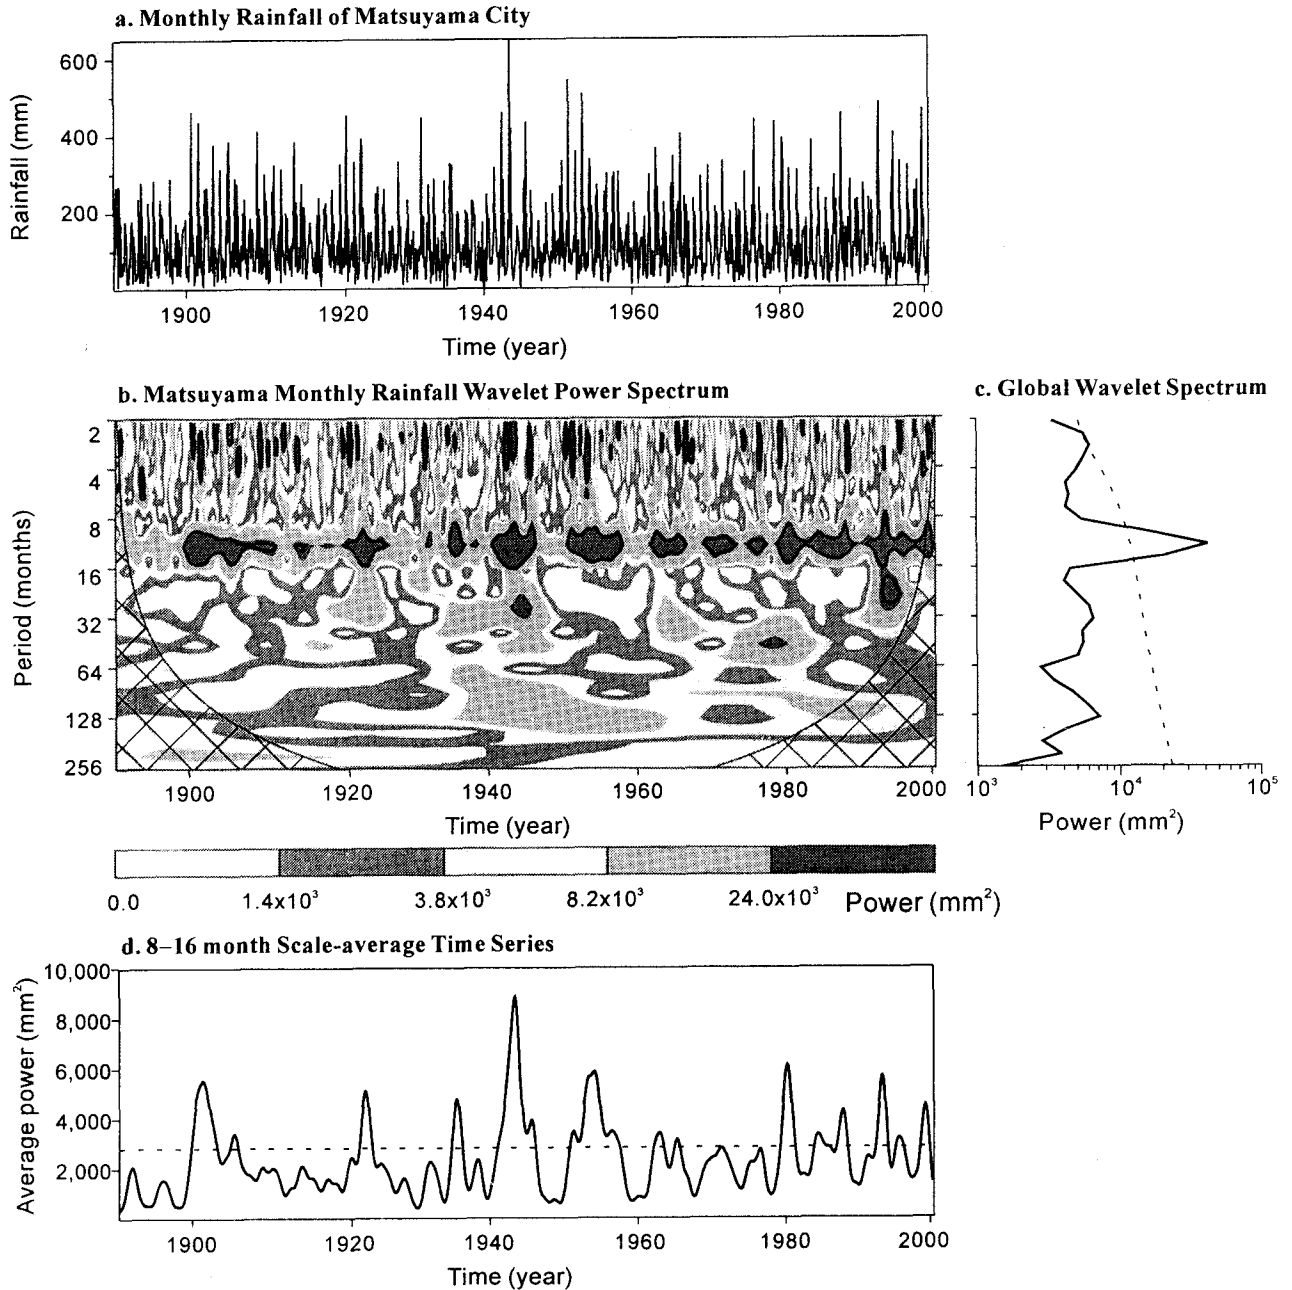 a. Monthly Rainfall of Matsuyama City
Rainfall (mm)
600
400
200
1900 1920 1940 1960 1980 2000
Time (year)
b. Matsuyama Monthly Rainfall Wavelet Power Spectrum
c. Global Wavelet Spectrum
Period (months)
2
4
8
16
32
64
128
256
1900 1920 1940 1960 1980 2000
Time (year)
10³ 10⁴ 10⁵
Power (mm²)
0.0 1.4x10³ 3.8x10³ 8.2x10³ 24.0x10³ Power (mm²)
d. 8–16 month Scale-average Time Series
Average power (mm²)
10,000
8,000
6,000
4,000
2,000
1900 1920 1940 1960 1980 2000
Time (year)